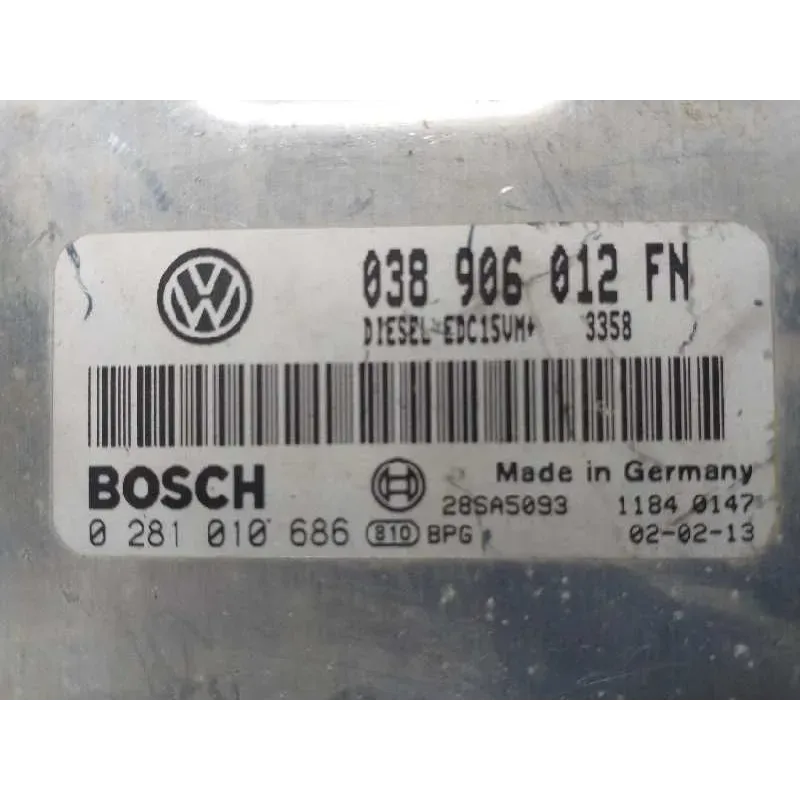 038 906 012 FN
DIESEL EDC15VM+ 3358
BOSCH
Made in Germany
28SA5093 1184 0147
0 281 010 686 810 BPG 02-02-13